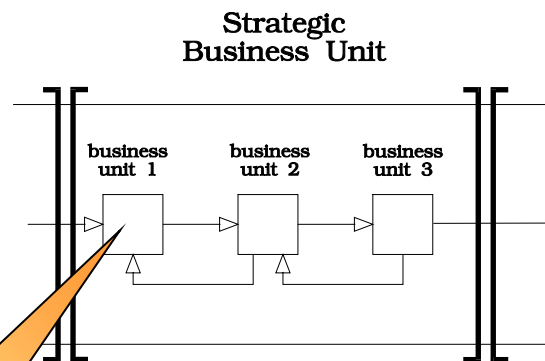 Strategic
Business Unit
business
unit 1
business
unit 2
business
unit 3